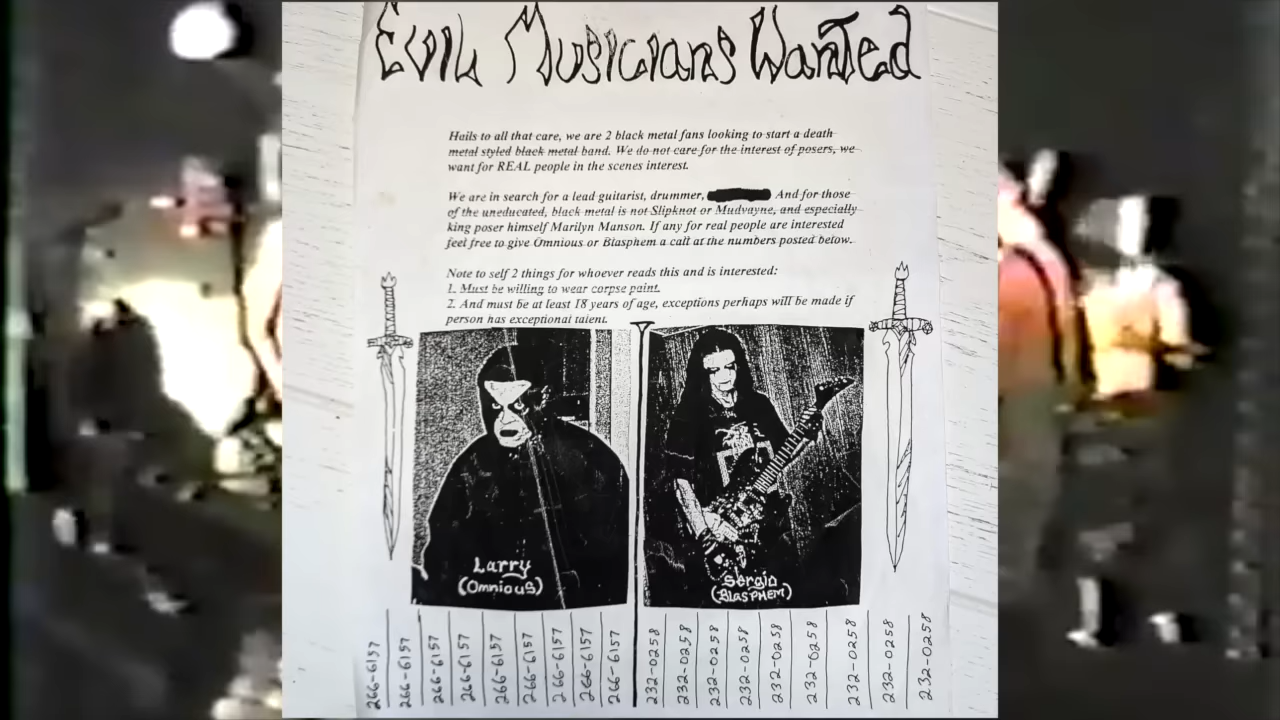 Evil Musicians Wanted
Hails to all that care, we are 2 black metal fans looking to start a death
metal styled black metal band. We do not care for the interest of posers, we
want for REAL people in the scenes interest.
We are in search for a lead guitarist, drummer, And for those
of the uneducated, black metal is not Slipknot or Mudvayne, and especially
king poser himself Marilyn Manson. If any for real people are interested
feel free to give Omnious or Blasphem a call at the numbers posted below.
Note to self 2 things for whoever reads this and is interested:
1. Must be willing to wear corpse paint.
2. And must be at least 18 years of age, exceptions perhaps will be made if
person has exceptional talent.
Larry
(Omnious)
Sergio
(Blasphem)
266-6157
266-6157
266-6157
266-6157
266-6157
266-6157
266-6157
266-6157
266-6157
232-0258
232-0258
232-0258
232-0258
232-0258
232-0258
232-0258
232-0258
232-0258